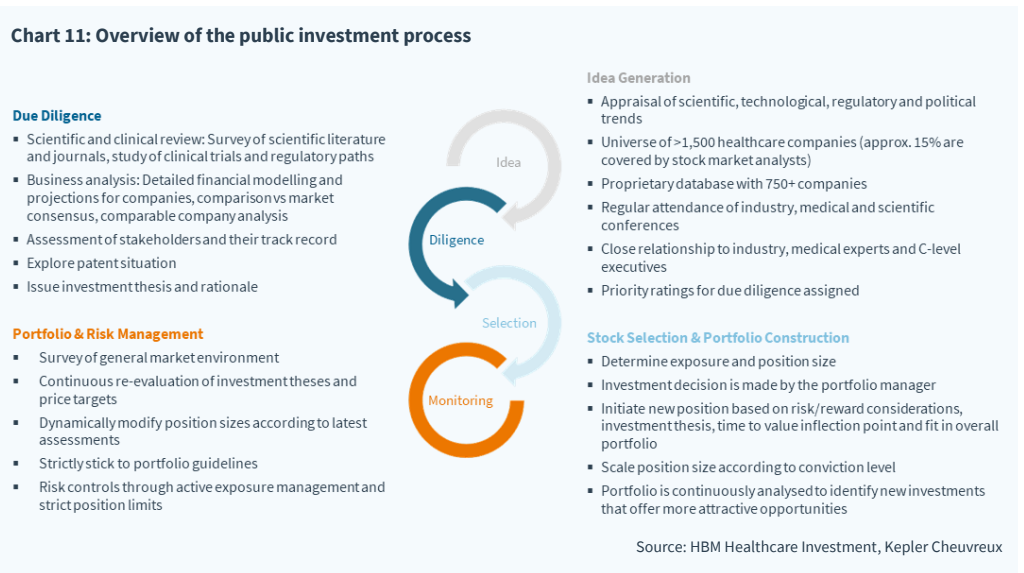 Chart 11: Overview of the public investment process
Due Diligence
▪ Scientific and clinical review: Survey of scientific literature
and journals, study of clinical trials and regulatory paths
▪ Business analysis: Detailed financial modelling and
projections for companies, comparison vs market
consensus, comparable company analysis
▪ Assessment of stakeholders and their track record
▪ Explore patent situation
▪ Issue investment thesis and rationale
Portfolio & Risk Management
▪ Survey of general market environment
▪ Continuous re-evaluation of investment theses and
price targets
▪ Dynamically modify position sizes according to latest
assessments
▪ Strictly stick to portfolio guidelines
▪ Risk controls through active exposure management and
strict position limits
Idea
Diligence
Selection
Monitoring
Idea Generation
▪ Appraisal of scientific, technological, regulatory and political
trends
▪ Universe of >1,500 healthcare companies (approx. 15% are
covered by stock market analysts)
▪ Proprietary database with 750+ companies
▪ Regular attendance of industry, medical and scientific
conferences
▪ Close relationship to industry, medical experts and C-level
executives
▪ Priority ratings for due diligence assigned
Stock Selection & Portfolio Construction
▪ Determine exposure and position size
▪ Investment decision is made by the portfolio manager
▪ Initiate new position based on risk/reward considerations,
investment thesis, time to value inflection point and fit in overall
portfolio
▪ Scale position size according to conviction level
▪ Portfolio is continuously analysed to identify new investments
that offer more attractive opportunities
Source: HBM Healthcare Investment, Kepler Cheuvreux